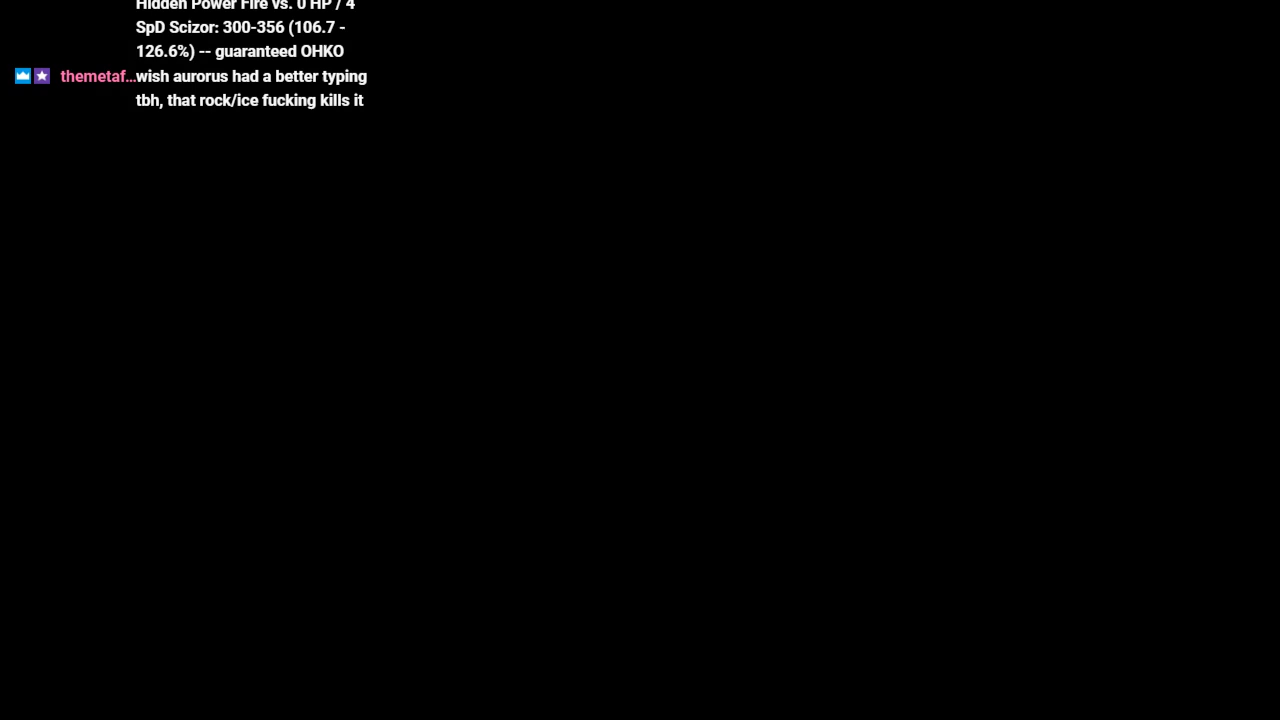 Hidden Power Fire vs. 0 HP / 4
SpD Scizor: 300-356 (106.7 -
126.6%) -- guaranteed OHKO
themetaf... wish aurorus had a better typing
tbh, that rock/ice fucking kills it